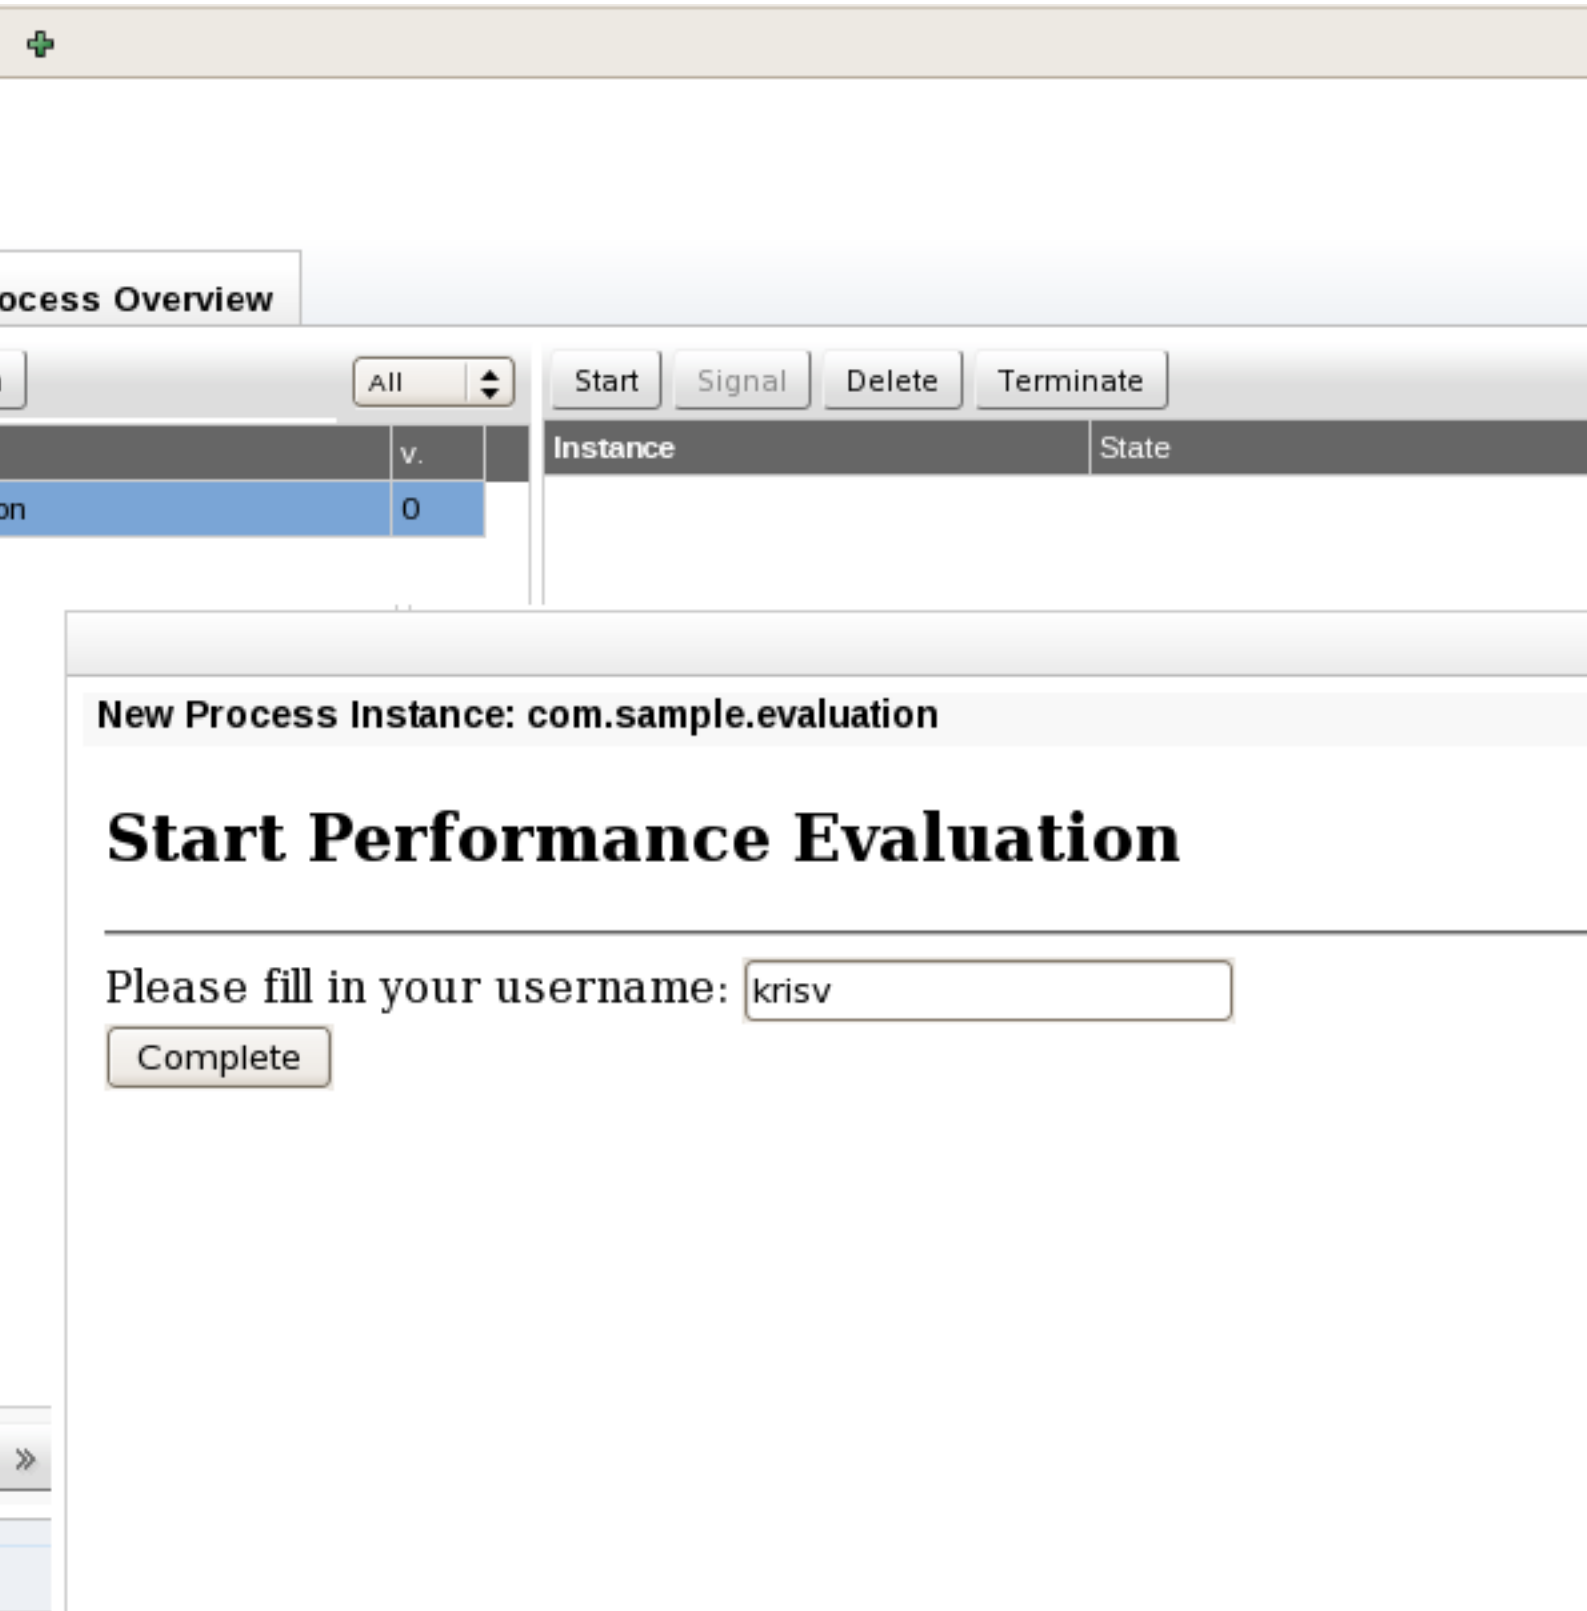 ocess Overview
All
Start Signal Delete Terminate
v.
Instance State
on 0
New Process Instance: com.sample.evaluation
Start Performance Evaluation
Please fill in your username: krisv
Complete
»